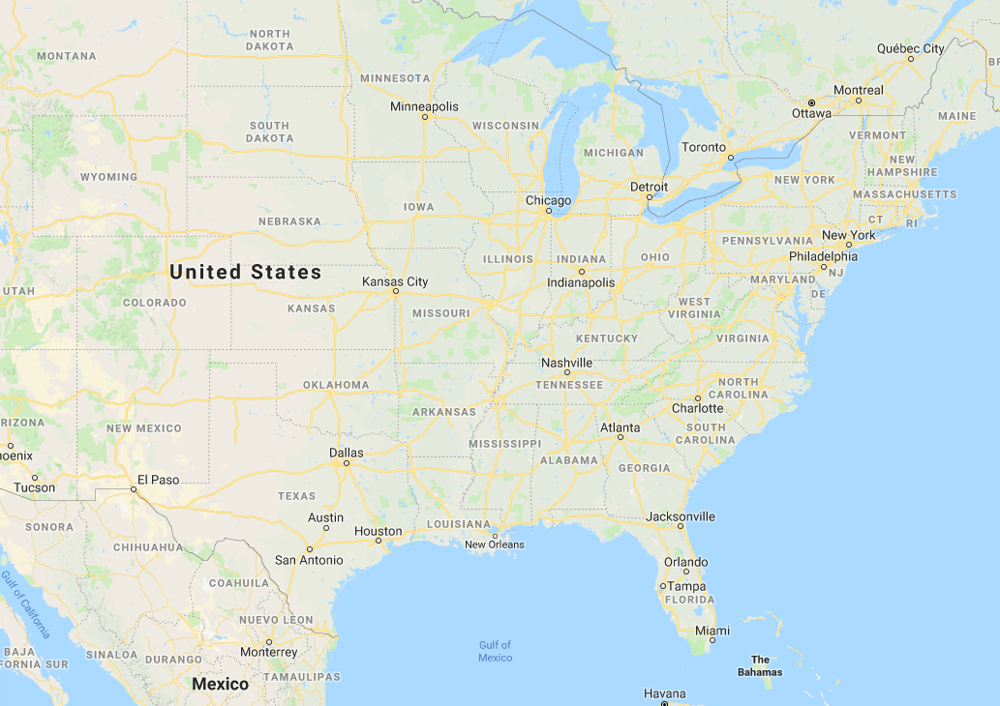 Québec City
NORTH
DAKOTA
MONTANA
BR
MINNESOTA
Montreal
Minneapolis
Ottawa
MAINE
SOUTH
DAKOTA
WISCONSIN
VERMONT
Toronto
MICHIGAN
NEW
HAMPSHIRE
WYOMING
NEW YORK
Detroit
MASSACHUSETTS
Chicago
IOWA
NEBRASKA
CT
RI
New York
PENNSYLVANIA
United States
ILLINOIS
INDIANA
OHIO
Philadelphia
NJ
Kansas City
Indianapolis
MARYLAND
UTAH
DE
COLORADO
KANSAS
MISSOURI
WEST
VIRGINIA
KENTUCKY
VIRGINIA
Nashville
OKLAHOMA
TENNESSEE
NORTH
CAROLINA
Charlotte
ARKANSAS
RIZONA
NEW MEXICO
Atlanta
SOUTH
CAROLINA
MISSISSIPPI
oenix
Dallas
ALABAMA
GEORGIA
El Paso
Tucson
TEXAS
Austin
Jacksonville
SONORA
LOUISIANA
Houston
New Orleans
CHIHUAHUA
San Antonio
Orlando
COAHUILA
Tampa
FLORIDA
Gulf of California
NUEVO LEON
Miami
BAJA
FORNIA SUR
SINALOA
DURANGO
Monterrey
Gulf of
Mexico
The
Bahamas
TAMAULIPAS
Mexico
Havana